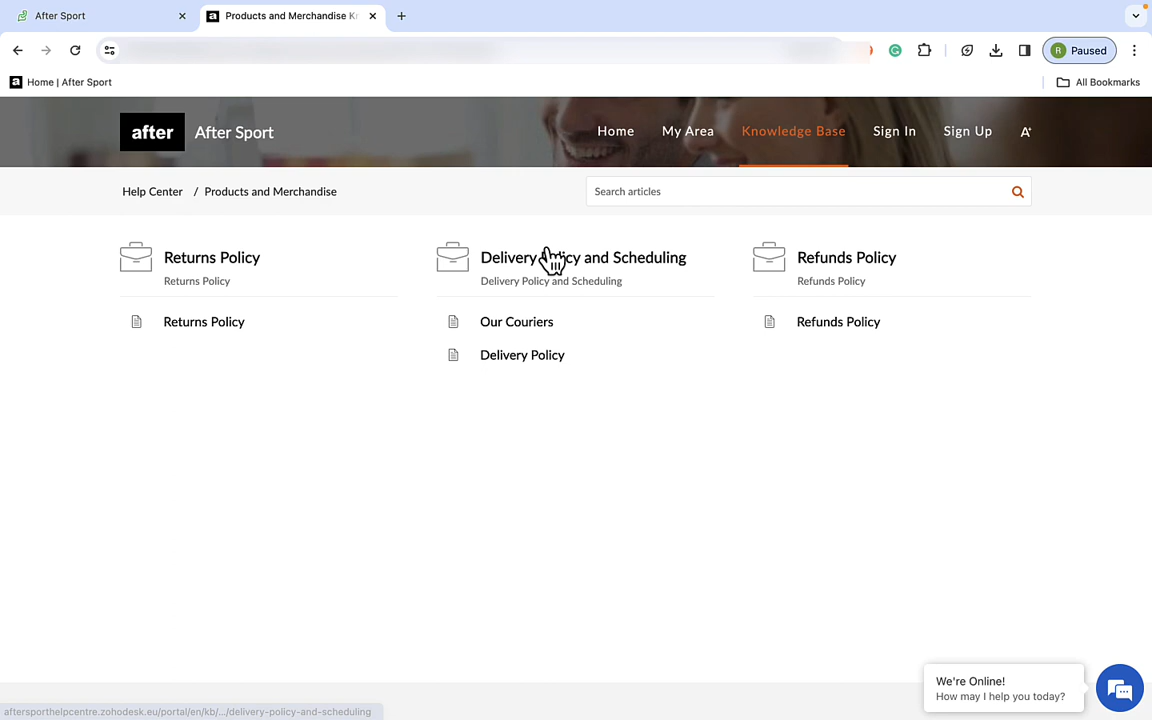 After Sport
Products and Merchandise Kr
R Paused
a Home | After Sport
All Bookmarks
after After Sport
Home My Area Knowledge Base Sign In Sign Up A
Help Center / Products and Merchandise
Search articles
Returns Policy
Returns Policy
Returns Policy
Delivery Policy and Scheduling
Delivery Policy and Scheduling
Our Couriers
Delivery Policy
Refunds Policy
Refunds Policy
Refunds Policy
We're Online!
How may I help you today?
aftersporthelpcentre.zohodesk.eu/portal/en/kb/.../delivery-policy-and-scheduling